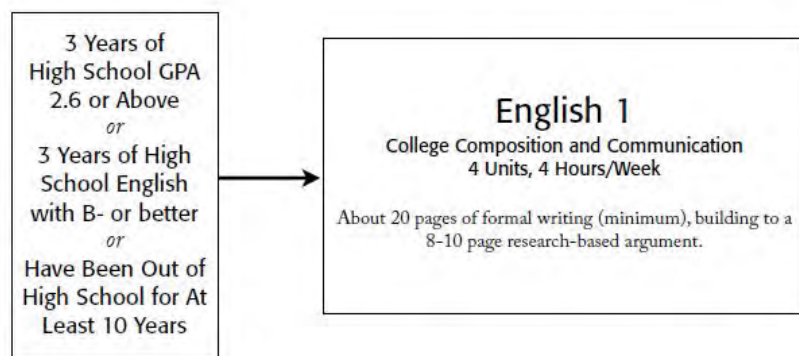 3 Years of
High School GPA
2.6 or Above
or
3 Years of High
School English
with B- or better
or
Have Been Out of
High School for At
Least 10 Years
English 1
College Composition and Communication
4 Units, 4 Hours/Week
About 20 pages of formal writing (minimum), building to a
8-10 page research-based argument.